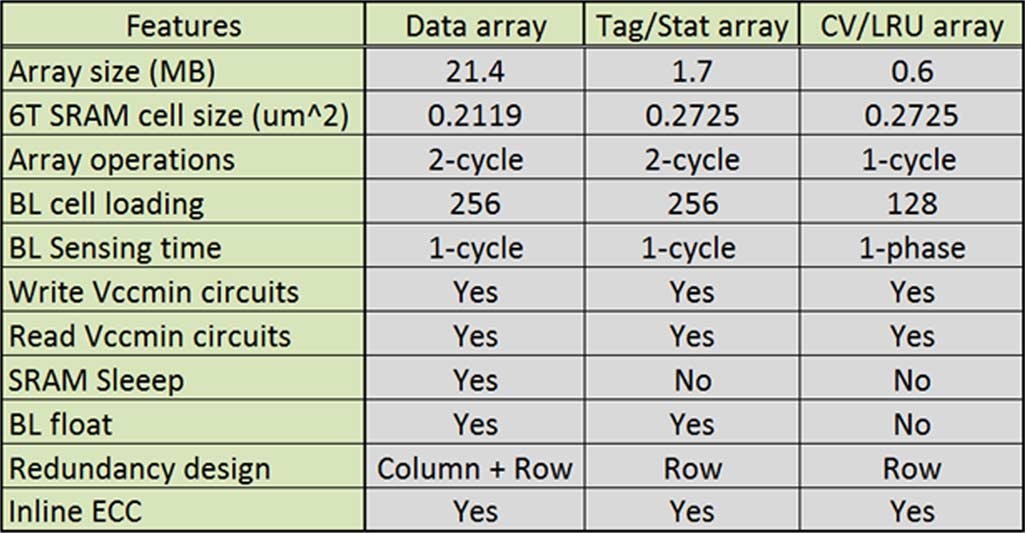 Features Data array Tag/Stat array CV/LRU array
Array size (MB) 21.4 1.7 0.6
6T SRAM cell size (um^2) 0.2119 0.2725 0.2725
Array operations 2-cycle 2-cycle 1-cycle
BL cell loading 256 256 128
BL Sensing time 1-cycle 1-cycle 1-phase
Write Vccmin circuits Yes Yes Yes
Read Vccmin circuits Yes Yes Yes
SRAM Sleeep Yes No No
BL float Yes Yes No
Redundancy design Column + Row Row Row
Inline ECC Yes Yes Yes